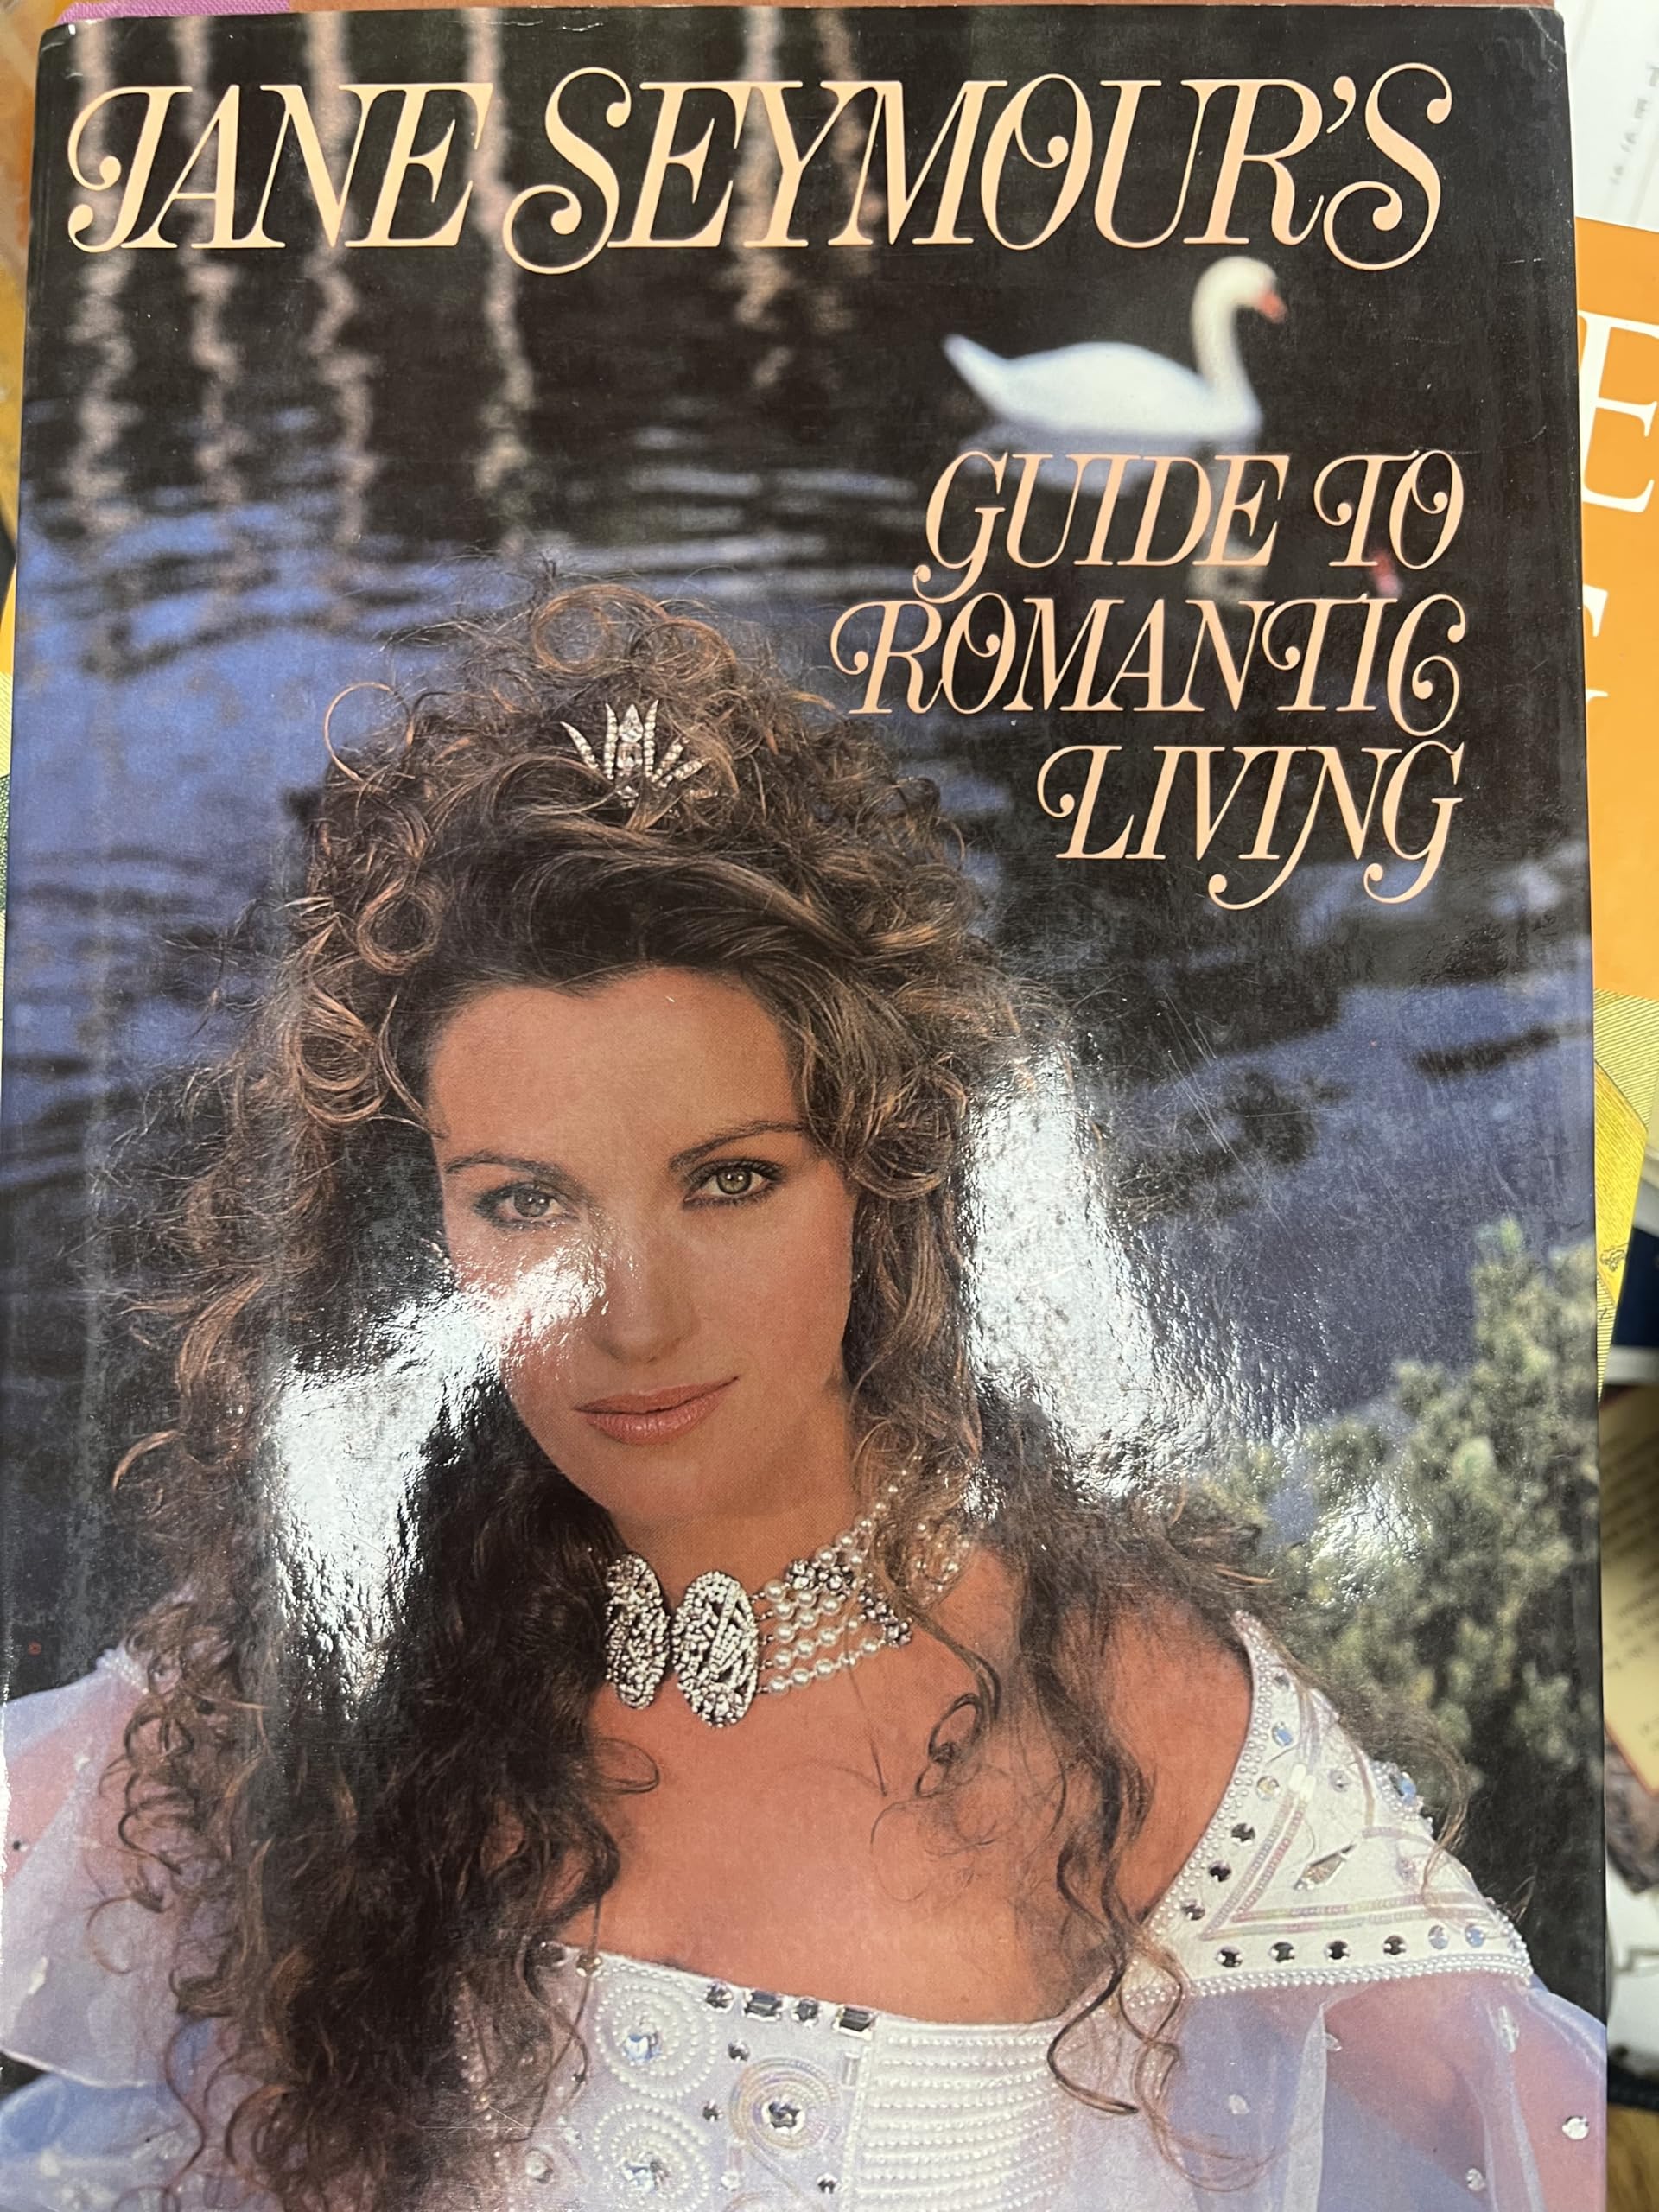 JANE SEYMOUR'S
GUIDE TO
ROMANTIC
LIVING
E